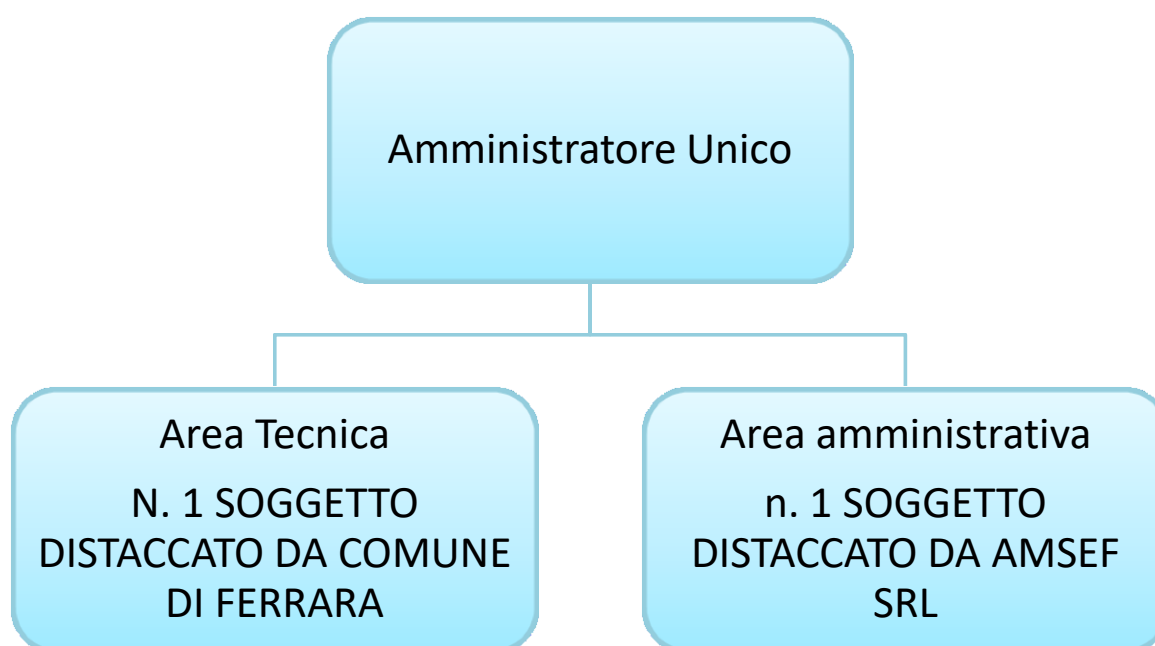 Amministratore Unico
Area Tecnica
N. 1 SOGGETTO
DISTACCATO DA COMUNE
DI FERRARA
Area amministrativa
n. 1 SOGGETTO
DISTACCATO DA AMSEF
SRL